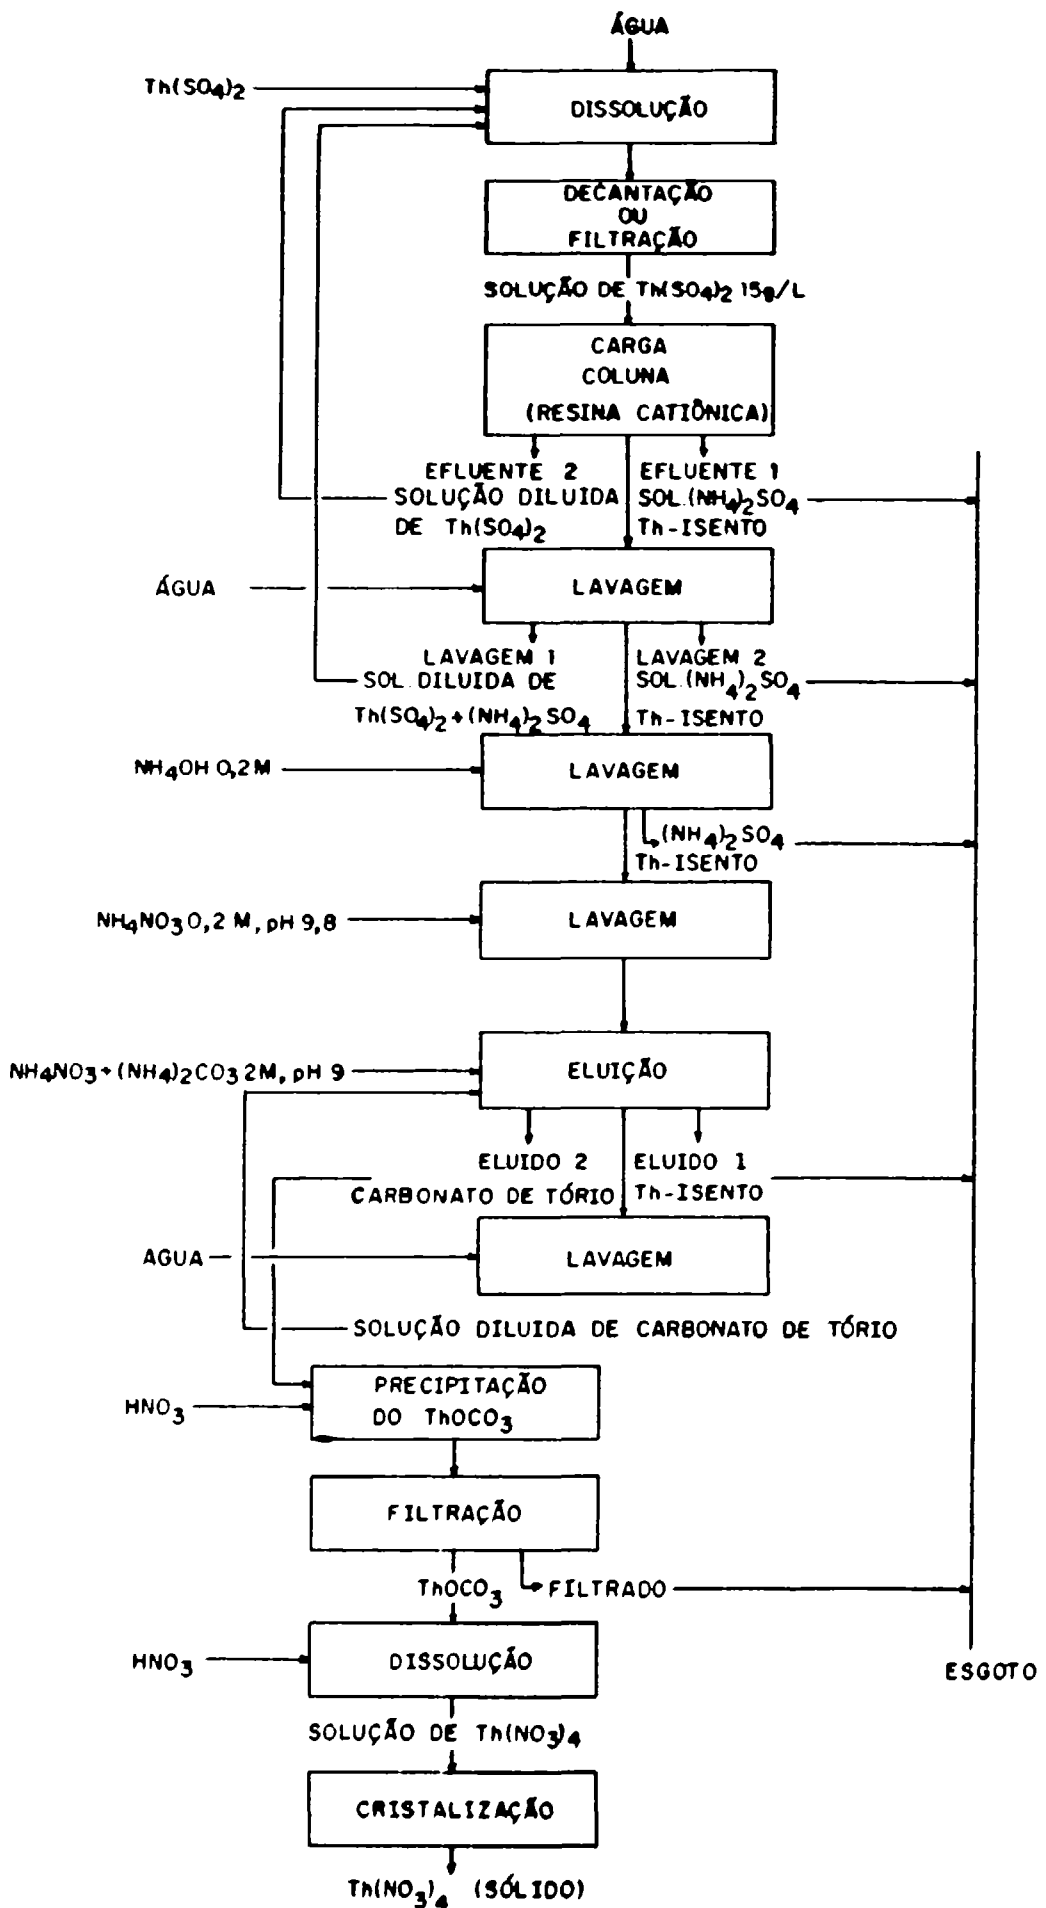 ÁGUA
Th(SO4)2
DISSOLUÇÃO
DECANTAÇÃO
OU
FILTRAÇÃO
SOLUÇÃO DE Th(SO4)2 15g/L
CARGA
COLUNA
(RESINA CATIÔNICA)
EFLUENTE 2
SOLUÇÃO DILUIDA
DE Th(SO4)2
EFLUENTE 1
SOL.(NH4)2SO4
Th-ISENTO
ÁGUA
LAVAGEM
LAVAGEM 1
SOL. DILUIDA DE
Th(SO4)2+(NH4)2SO4
LAVAGEM 2
SOL.(NH4)2SO4
Th-ISENTO
NH4OH 0,2M
LAVAGEM
(NH4)2SO4
Th-ISENTO
NH4NO3 0,2 M, pH 9,8
LAVAGEM
NH4NO3+(NH4)2CO3 2M, pH 9
ELUIÇÃO
ELUIDO 2
CARBONATO DE TÓRIO
ELUIDO 1
Th-ISENTO
AGUA
LAVAGEM
SOLUÇÃO DILUIDA DE CARBONATO DE TÓRIO
PRECIPITAÇÃO
DO ThOCO3
HNO3
FILTRAÇÃO
ThOCO3
FILTRADO
HNO3
DISSOLUÇÃO
ESGOTO
SOLUÇÃO DE Th(NO3)4
CRISTALIZAÇÃO
Th(NO3)4 (SÓLIDO)